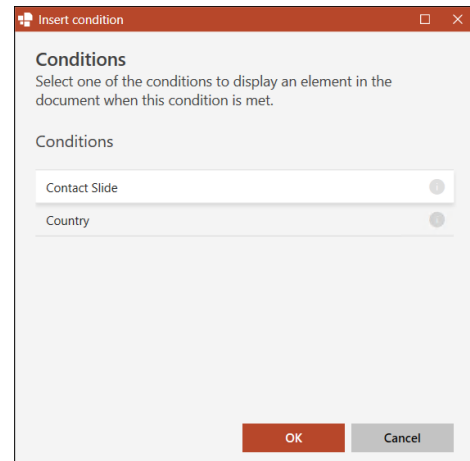 Insert condition
Conditions
Select one of the conditions to display an element in the
document when this condition is met.
Conditions
Contact Slide
Country
OK Cancel